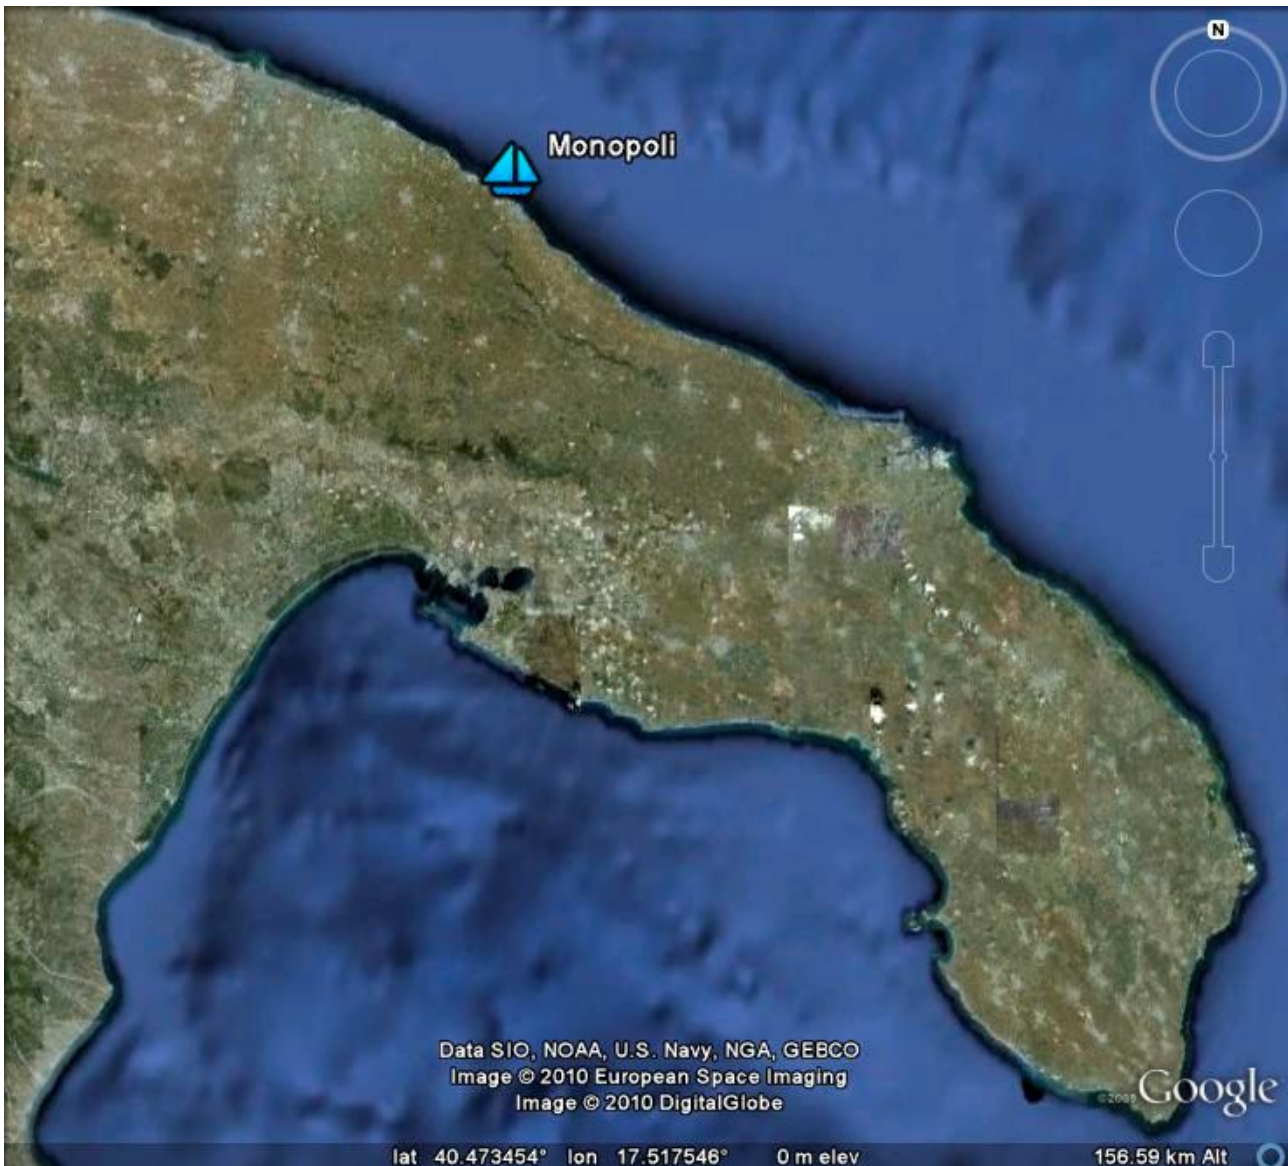 N
Monopoli
Data SIO, NOAA, U.S. Navy, NGA, GEBCO
Image © 2010 European Space Imaging
Image © 2010 DigitalGlobe
©2009 Google
lat 40.473454° lon 17.517546° 0 m elev 156.59 km Alt